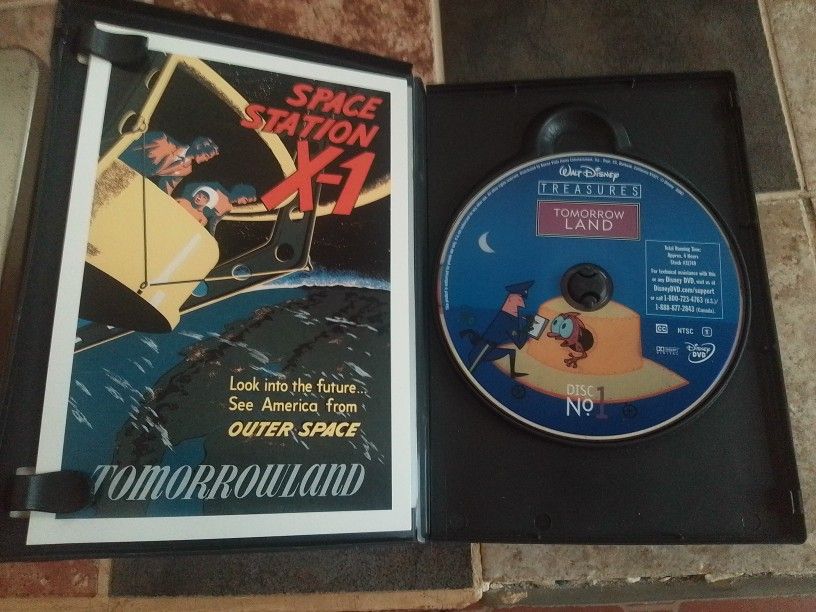 SPACE
STATION
X-1
Look into the future...
See America from
OUTER SPACE
TOMORROWLAND
WALT DISNEY
TREASURES
TOMORROW
LAND
Total Running Time:
Approx. 4 Hours
For technical assistance with this
or any Disney DVD, visit us at
DisneyDVD.com/support
or call 1-800-723-4763 (U.S.)/
1-888-877-2843 (Canada).
CC NTSC 1
DISNEY
DVD
DISC
No 1